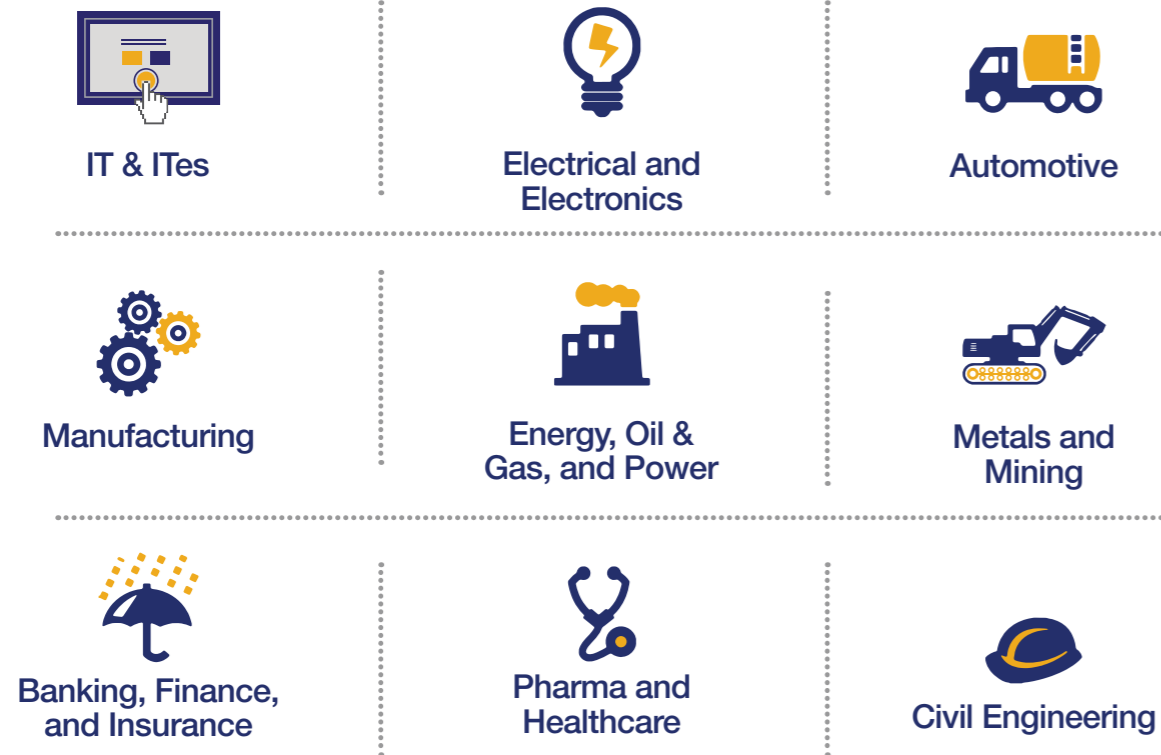 IT & ITes
Electrical and
Electronics
Automotive
Manufacturing
Energy, Oil &
Gas, and Power
Metals and
Mining
Banking, Finance,
and Insurance
Pharma and
Healthcare
Civil Engineering